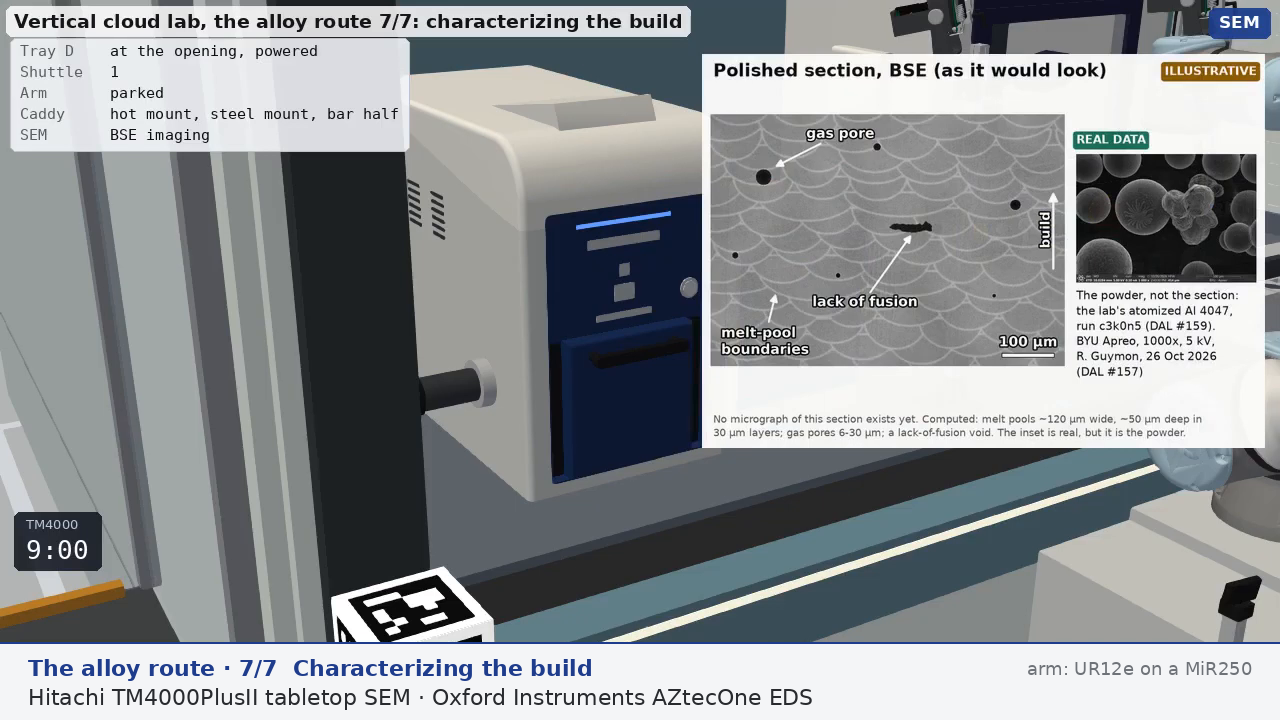 Vertical cloud lab, the alloy route 7/7: characterizing the build
SEM
Tray D at the opening, powered
Shuttle 1
Arm parked
Caddy hot mount, steel mount, bar half
SEM BSE imaging
Polished section, BSE (as it would look)
ILLUSTRATIVE
gas pore
build
lack of fusion
melt-pool
boundaries
100 µm
REAL DATA
The powder, not the section:
the lab's atomized Al 4047,
run c3k0n5 (DAL #159).
BYU Apreo, 1000x, 5 kV,
R. Guymon, 26 Oct 2026
(DAL #157)
No micrograph of this section exists yet. Computed: melt pools ~120 µm wide, ~50 µm deep in
30 µm layers; gas pores 6-30 µm; a lack-of-fusion void. The inset is real, but it is the powder.
TM4000
9:00
The alloy route · 7/7 Characterizing the build
arm: UR12e on a MiR250
Hitachi TM4000PlusII tabletop SEM · Oxford Instruments AZtecOne EDS